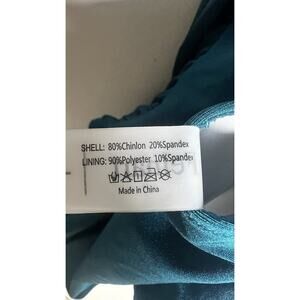 SHELL: 80%Chinlon 20%Spandex
LINING: 90%Polyester 10%Spandex
Made in China